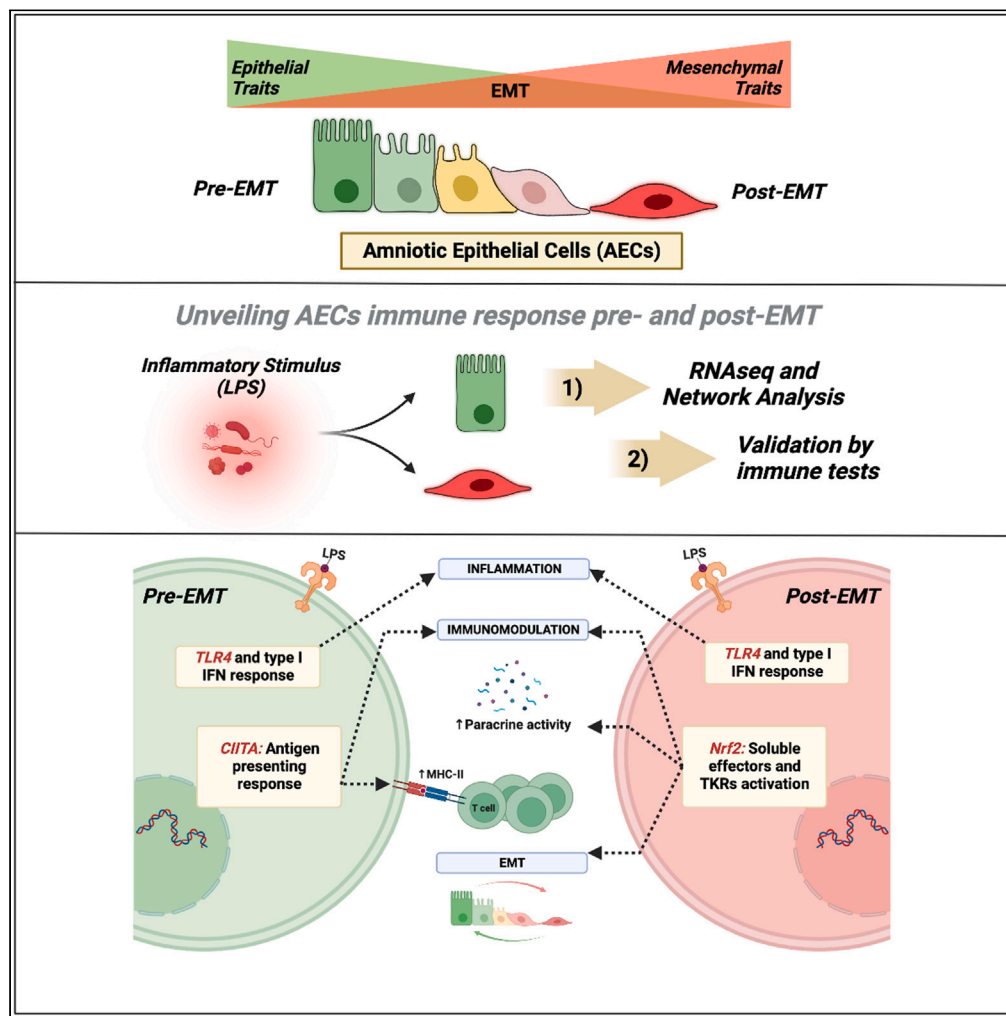 Epithelial
Traits
EMT
Mesenchymal
Traits
Pre-EMT
Post-EMT
Amniotic Epithelial Cells (AECs)
Unveiling AECs immune response pre- and post-EMT
Inflammatory Stimulus
(LPS)
1)
RNAseq and
Network Analysis
2)
Validation by
immune tests
Pre-EMT
LPS
INFLAMMATION
LPS
Post-EMT
IMMUNOMODULATION
TLR4 and type I
IFN response
TLR4 and type I
IFN response
↑Paracrine activity
CIITA: Antigen
presenting
response
↑MHC-II
T cell
Nrf2: Soluble
effectors and
TKRs activation
EMT